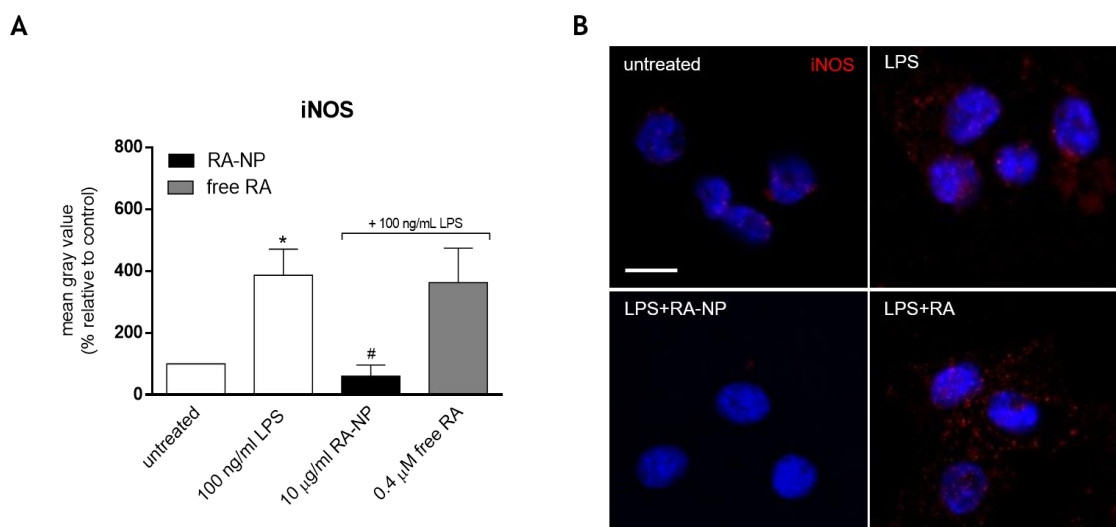 A
iNOS
mean gray value
(% relative to control)
800
600
400
200
0
RA-NP
free RA
+ 100 ng/mL LPS
*
#
untreated
100 ng/ml LPS
10 µg/ml RA-NP
0.4 µM free RA
B
untreated
iNOS
LPS
LPS+RA-NP
LPS+RA